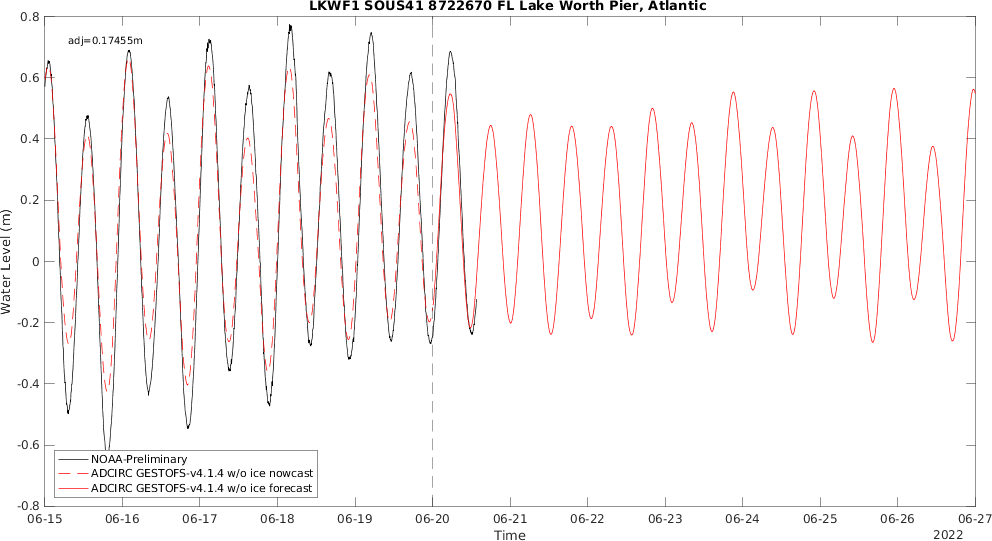 LKWF1 SOUS41 8722670 FL Lake Worth Pier, Atlantic
adj=0.17455m
0.8
0.6
0.4
0.2
0
-0.2
-0.4
-0.6
-0.8
Water Level (m)
NOAA-Preliminary
ADCIRC GESTOFS-v4.1.4 w/o ice nowcast
ADCIRC GESTOFS-v4.1.4 w/o ice forecast
06-15 06-16 06-17 06-18 06-19 06-20 06-21 06-22 06-23 06-24 06-25 06-26 06-27
Time
2022